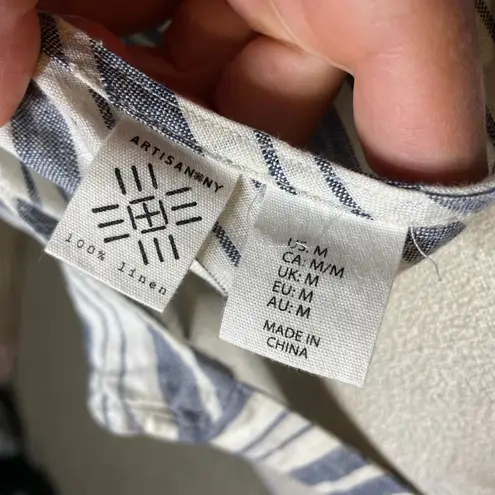 ARTISAN✳NY
100% linen
US: M
CA: M/M
UK: M
EU: M
AU: M
MADE IN
CHINA